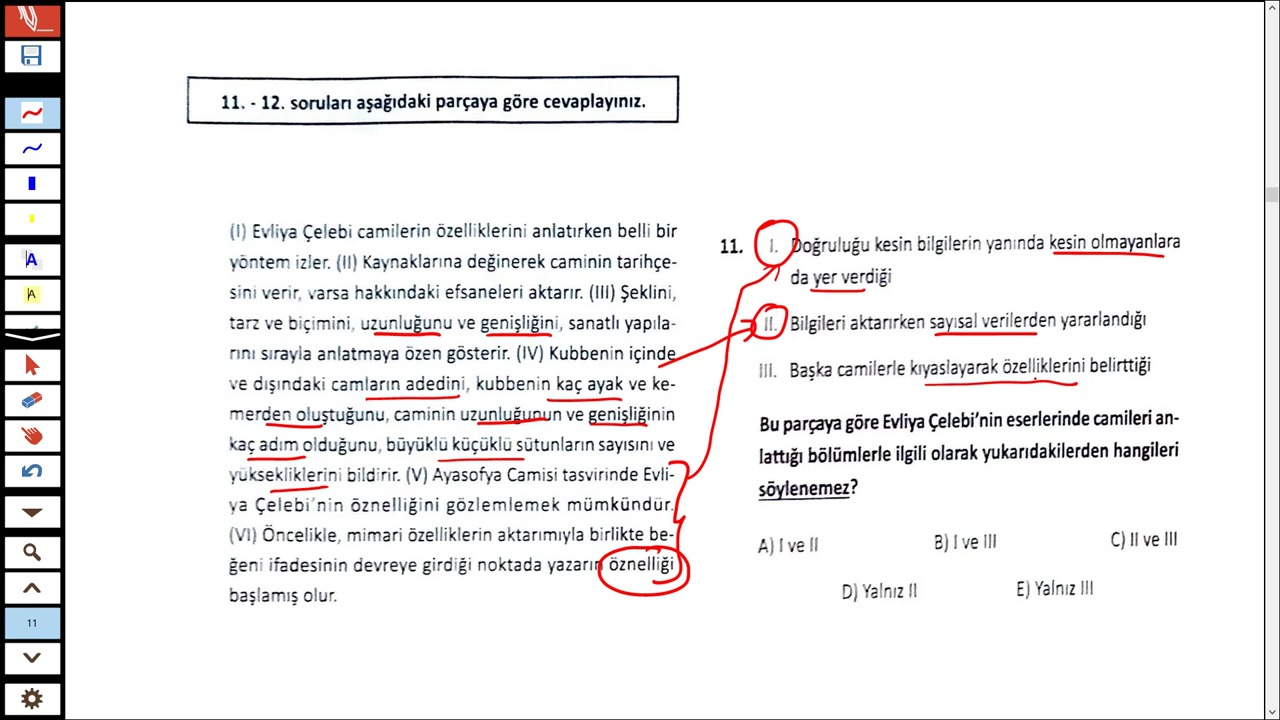 11. - 12. soruları aşağıdaki parçaya göre cevaplayınız.
(I) Evliya Çelebi camilerin özelliklerini anlatırken belli bir
yöntem izler. (II) Kaynaklarına değinerek caminin tarihçe-
sini verir, varsa hakkındaki efsaneleri aktarır. (III) Şeklini,
tarz ve biçimini, uzunluğunu ve genişliğini, sanatlı yapıla-
rını sırayla anlatmaya özen gösterir. (IV) Kubbenin içinde
ve dışındaki camların adedini, kubbenin kaç ayak ve ke-
merden oluştuğunu, caminin uzunluğunun ve genişliğinin
kaç adım olduğunu, büyüklü küçüklü sütunların sayısını ve
yüksekliklerini bildirir. (V) Ayasofya Camisi tasvirinde Evli-
ya Çelebi'nin öznelliğini gözlemlemek mümkündür.
(VI) Öncelikle, mimari özelliklerin aktarımıyla birlikte be-
ğeni ifadesinin devreye girdiği noktada yazarın öznelliği
başlamış olur.
11. I. Doğruluğu kesin bilgilerin yanında kesin olmayanlara
da yer verdiği
II. Bilgileri aktarırken sayısal verilerden yararlandığı
III. Başka camilerle kıyaslayarak özelliklerini belirttiği
Bu parçaya göre Evliya Çelebi'nin eserlerinde camileri an-
lattığı bölümlerle ilgili olarak yukarıdakilerden hangileri
söylenemez?
A) I ve II B) I ve III C) II ve III
D) Yalnız II E) Yalnız III
A
A
11